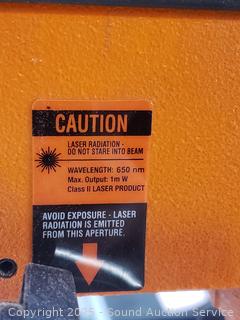 CAUTION
LASER RADIATION -
DO NOT STARE INTO BEAM
WAVELENGTH: 650 nm
Max. Output: 1m W
Class II LASER PRODUCT
AVOID EXPOSURE - LASER
RADIATION IS EMITTED
FROM THIS APERTURE.
Copyright 2025 - Sound Auction Service